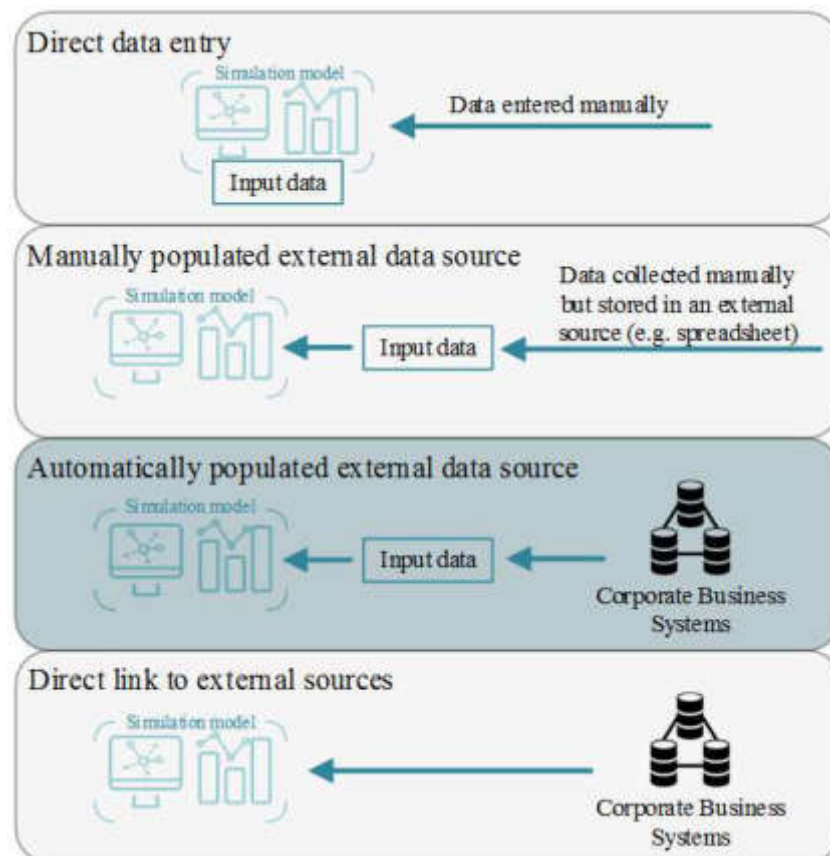 Direct data entry
Simulation model
Data entered manually
Input data
Manually populated external data source
Simulation model
Data collected manually
but stored in an external
source (e.g. spreadsheet)
Input data
Automatically populated external data source
Simulation model
Input data
Corporate Business
Systems
Direct link to external sources
Simulation model
Corporate Business
Systems